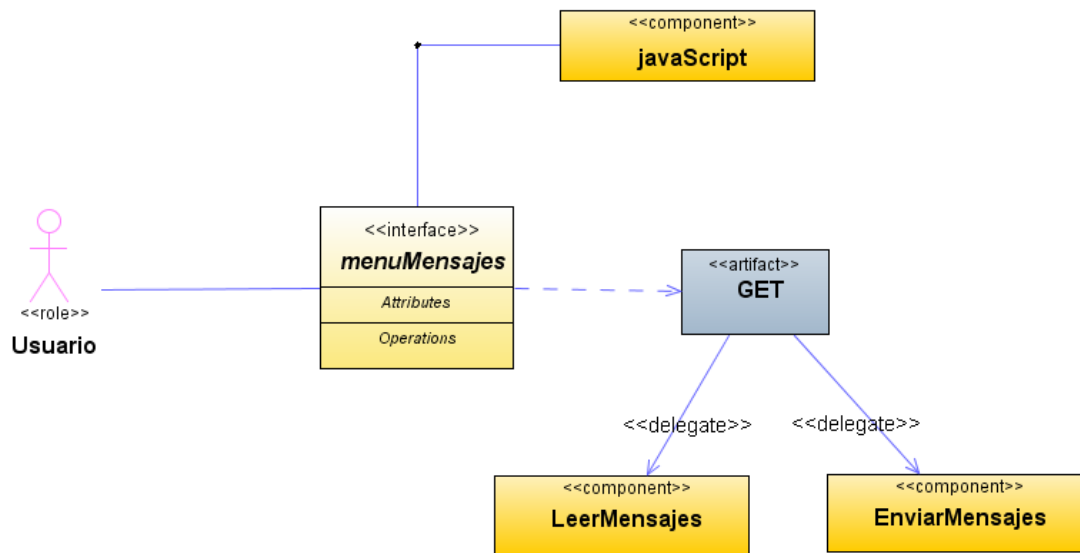 <<component>>
javaScript
<<interface>>
menuMensajes
Attributes
Operations
<<role>>
Usuario
<<artifact>>
GET
<<delegate>>
<<delegate>>
<<component>>
LeerMensajes
<<component>>
EnviarMensajes